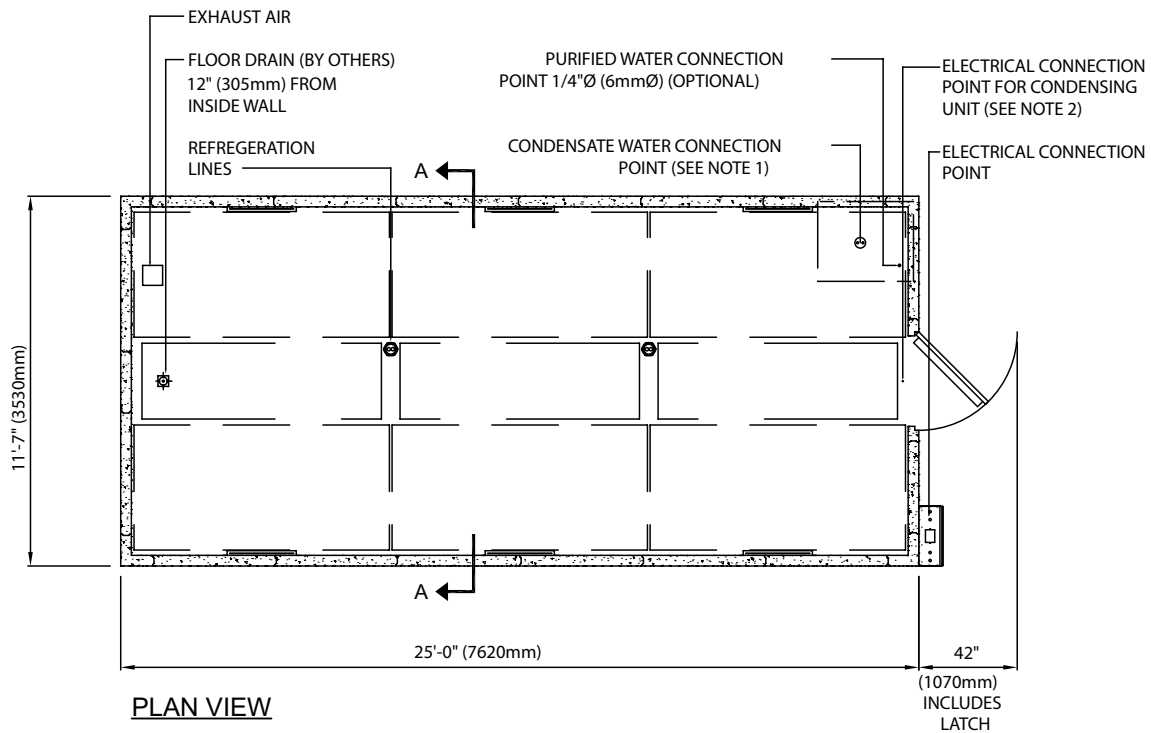 EXHAUST AIR
FLOOR DRAIN (BY OTHERS)
12" (305mm) FROM
INSIDE WALL
REFREGERATION
LINES
PURIFIED WATER CONNECTION
POINT 1/4"Ø (6mmØ) (OPTIONAL)
CONDENSATE WATER CONNECTION
POINT (SEE NOTE 1)
ELECTRICAL CONNECTION
POINT FOR CONDENSING
UNIT (SEE NOTE 2)
ELECTRICAL CONNECTION
POINT
A
11'-7" (3530mm)
A
25'-0" (7620mm)
42"
(1070mm)
INCLUDES
LATCH
PLAN VIEW